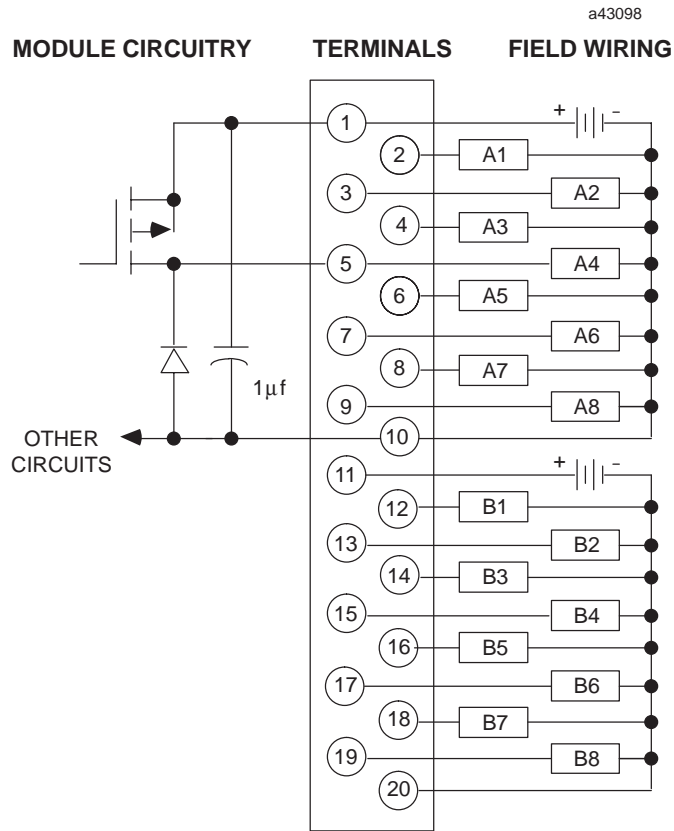 a43098
MODULE CIRCUITRY TERMINALS FIELD WIRING
1 + -
2 A1
3 A2
4 A3
5 A4
6 A5
7 A6
8 A7
1μf
9 A8
OTHER 10
CIRCUITS
11 + -
12 B1
13 B2
14 B3
15 B4
16 B5
17 B6
18 B7
19 B8
20